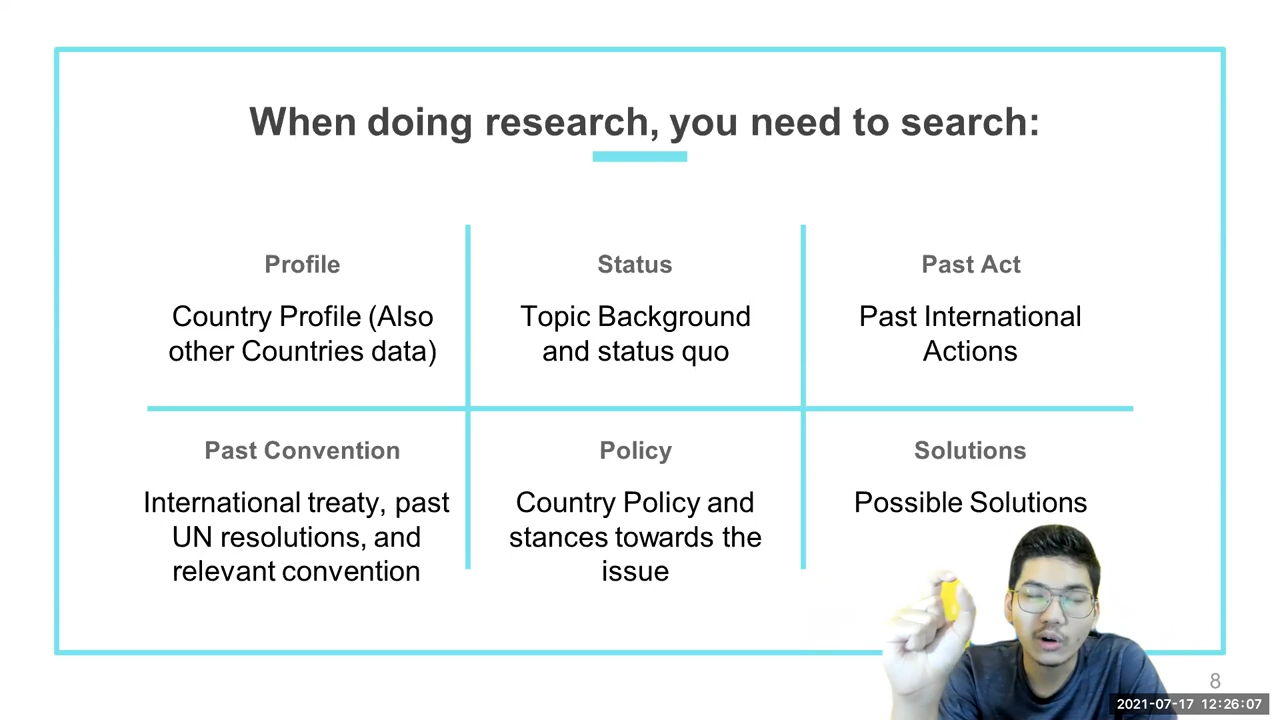 When doing research, you need to search:
Profile
Country Profile (Also
other Countries data)
Status
Topic Background
and status quo
Past Act
Past International
Actions
Past Convention
International treaty, past
UN resolutions, and
relevant convention
Policy
Country Policy and
stances towards the
issue
Solutions
Possible Solutions
8
2021-07-17 12:26:07